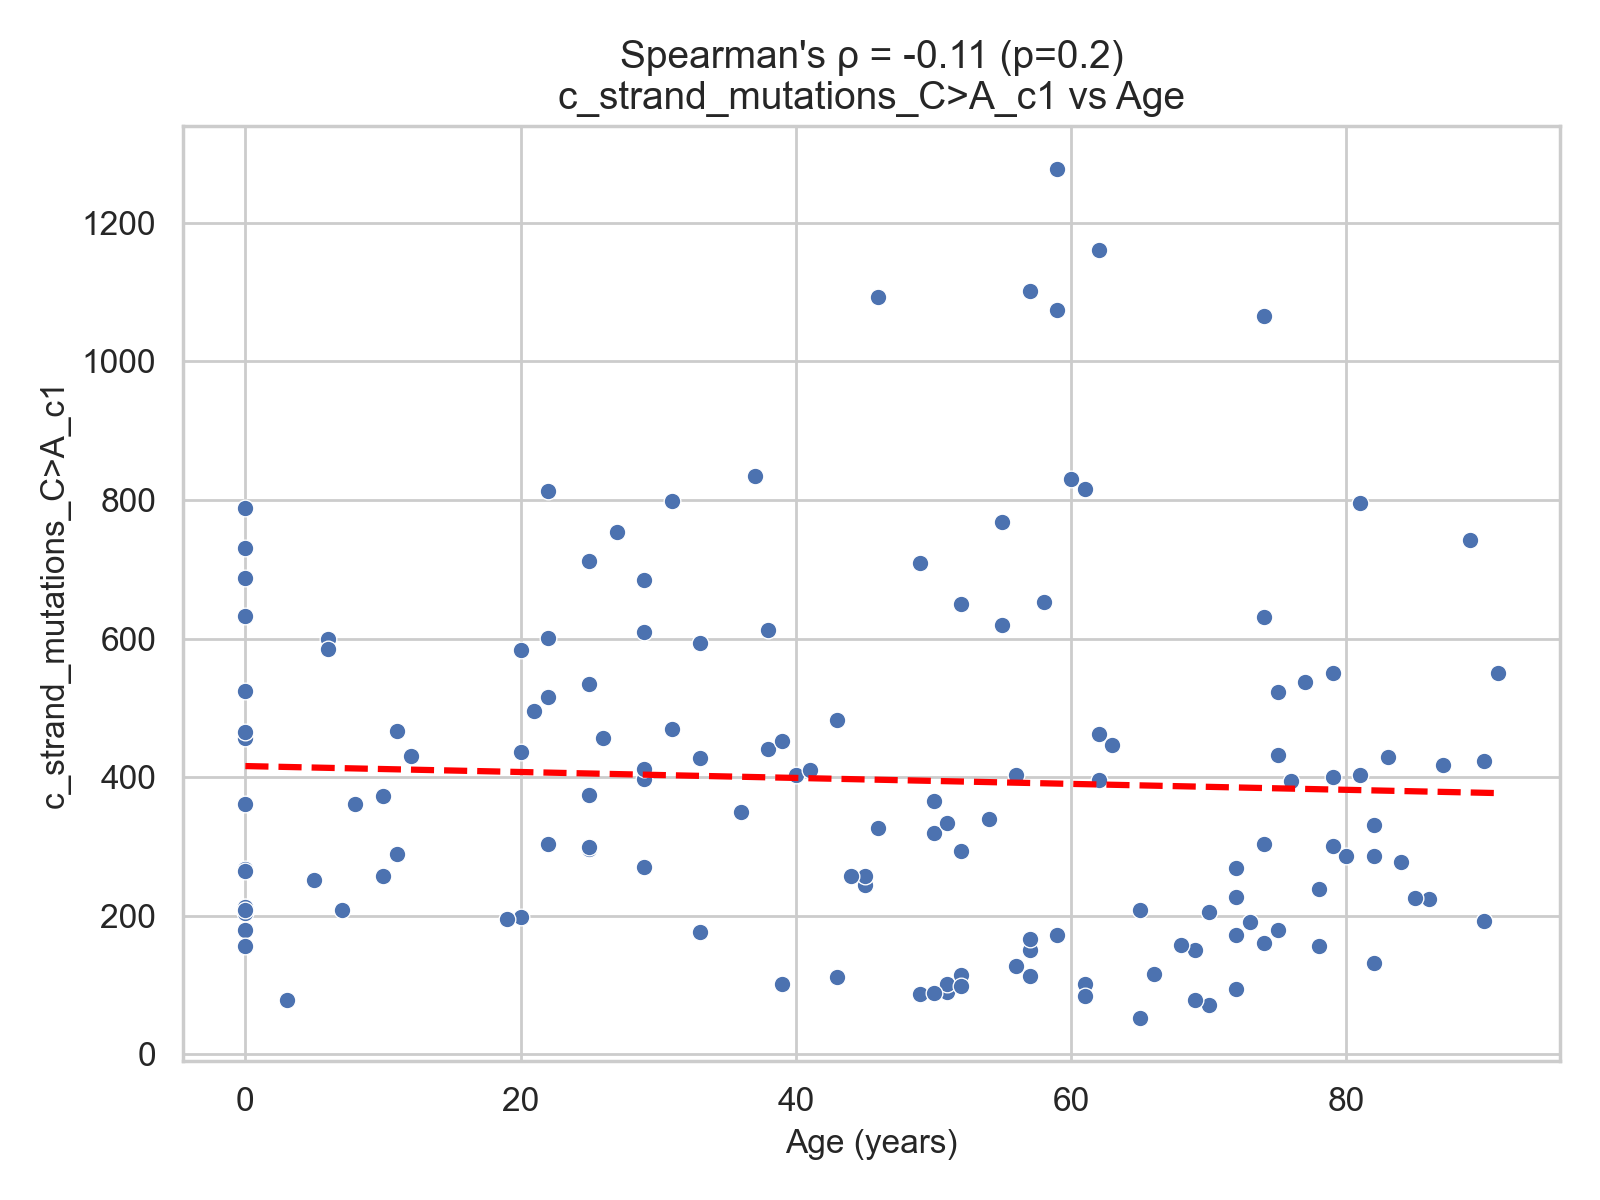 Spearman's ρ = -0.11 (p=0.2)
c_strand_mutations_C>A_c1 vs Age
c_strand_mutations_C>A_c1
1200
1000
800
600
400
200
0
0 20 40 60 80
Age (years)